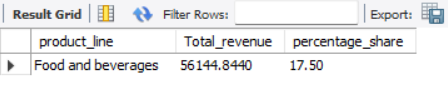 Result Grid Filter Rows: Export:
product_line Total_revenue percentage_share
Food and beverages 56144.8440 17.50